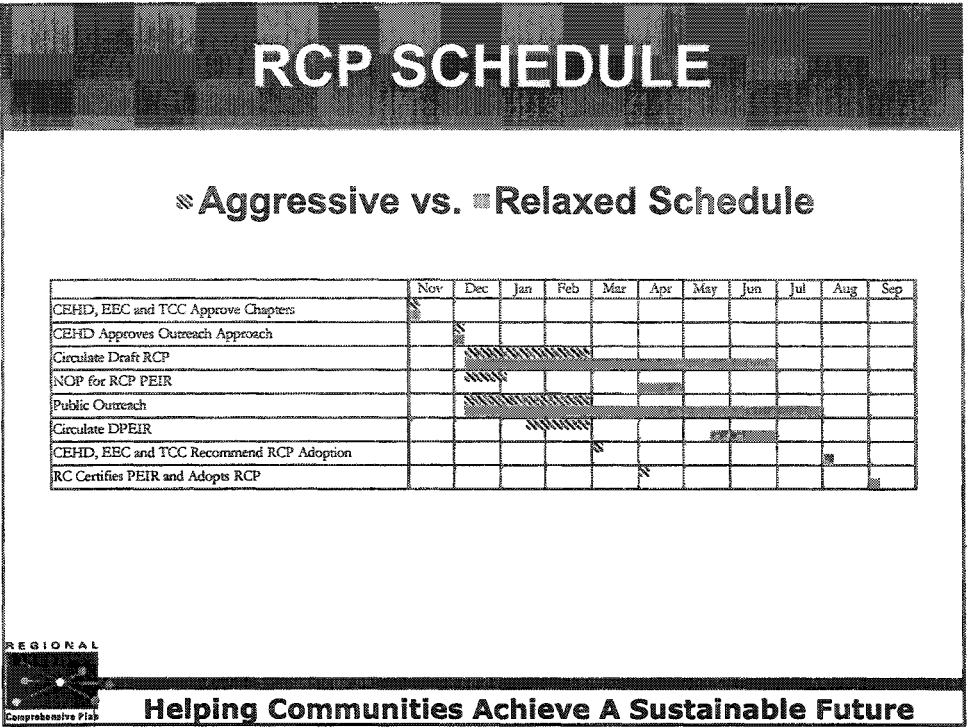 RCP SCHEDULE
Aggressive vs. Relaxed Schedule
Nov Dec Jan Feb Mar Apr May Jun Jul Aug Sep
CEHD, EEC and TCC Approve Chapters
CEHD Approves Outreach Approach
Circulate Draft RCP
NOP for RCP PEIR
Public Outreach
Circulate DPEIR
CEHD, EEC and TCC Recommend RCP Adoption
RC Certifies PEIR and Adopts RCP
REGIONAL
Comprehensive Plan
Helping Communities Achieve A Sustainable Future